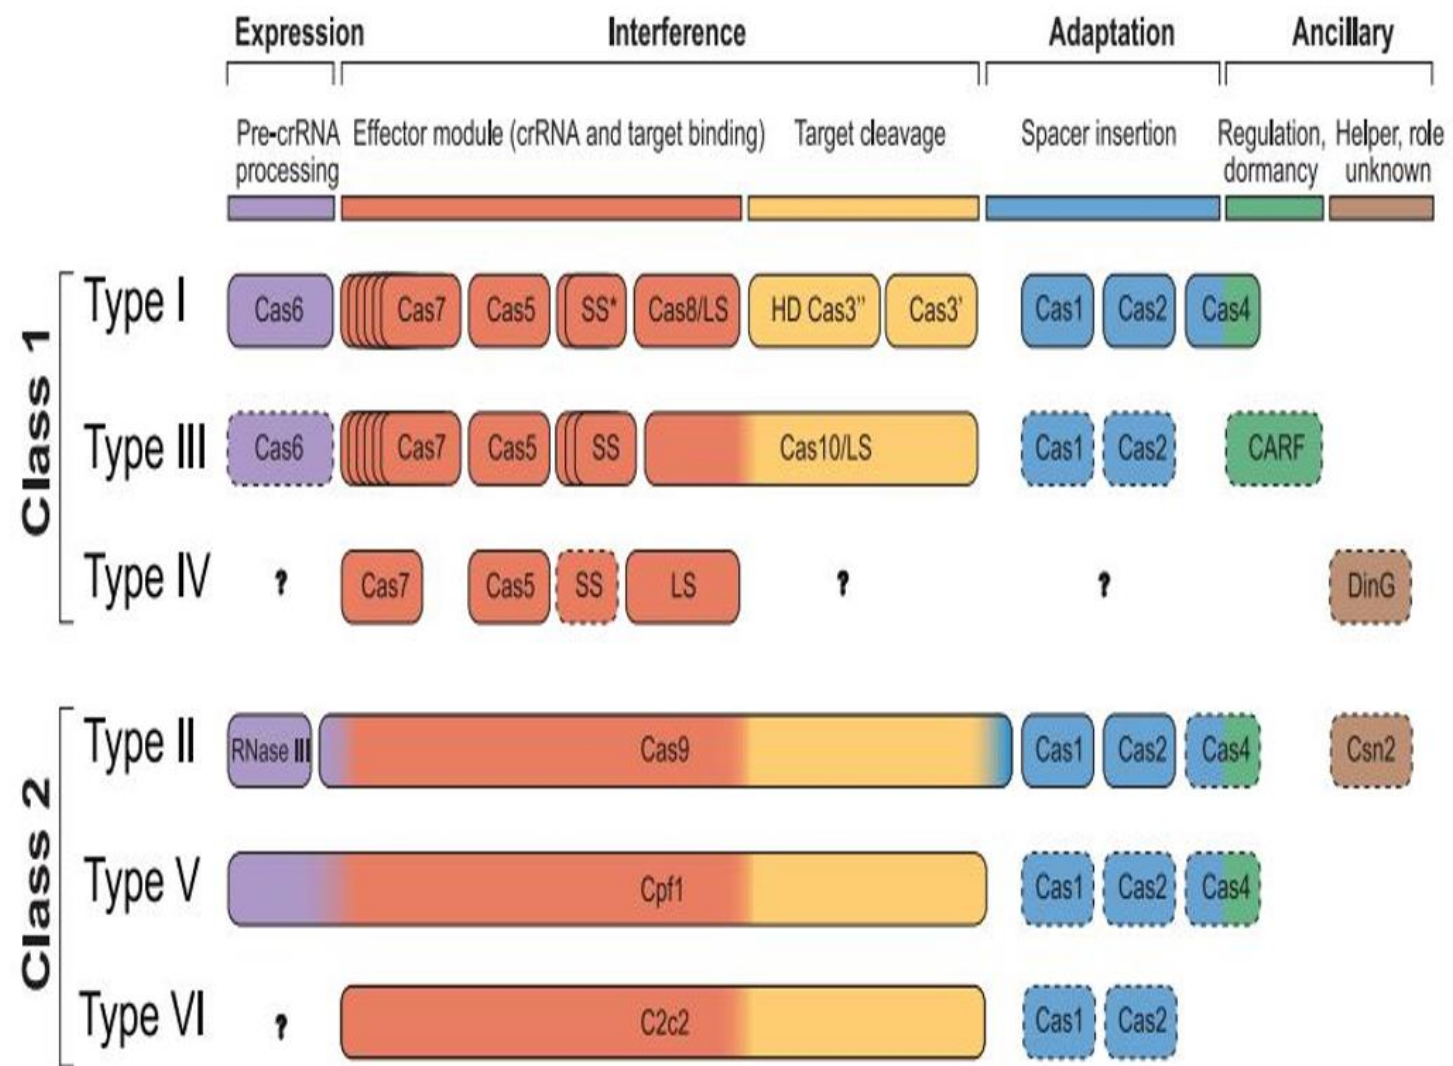 Expression Interference Adaptation Ancillary
Pre-crRNA Effector module (crRNA and target binding) Target cleavage Spacer insertion Regulation, Helper, role
processing dormancy unknown
Class 1
Type I Cas6 Cas7 Cas5 SS* Cas8/LS HD Cas3” Cas3’ Cas1 Cas2 Cas4
Type III Cas6 Cas7 Cas5 SS Cas10/LS Cas1 Cas2 CARF
Type IV ? Cas7 Cas5 SS LS ? ? DinG
Class 2
Type II RNase III Cas9 Cas1 Cas2 Cas4 Csn2
Type V Cpf1 Cas1 Cas2 Cas4
Type VI ? C2c2 Cas1 Cas2